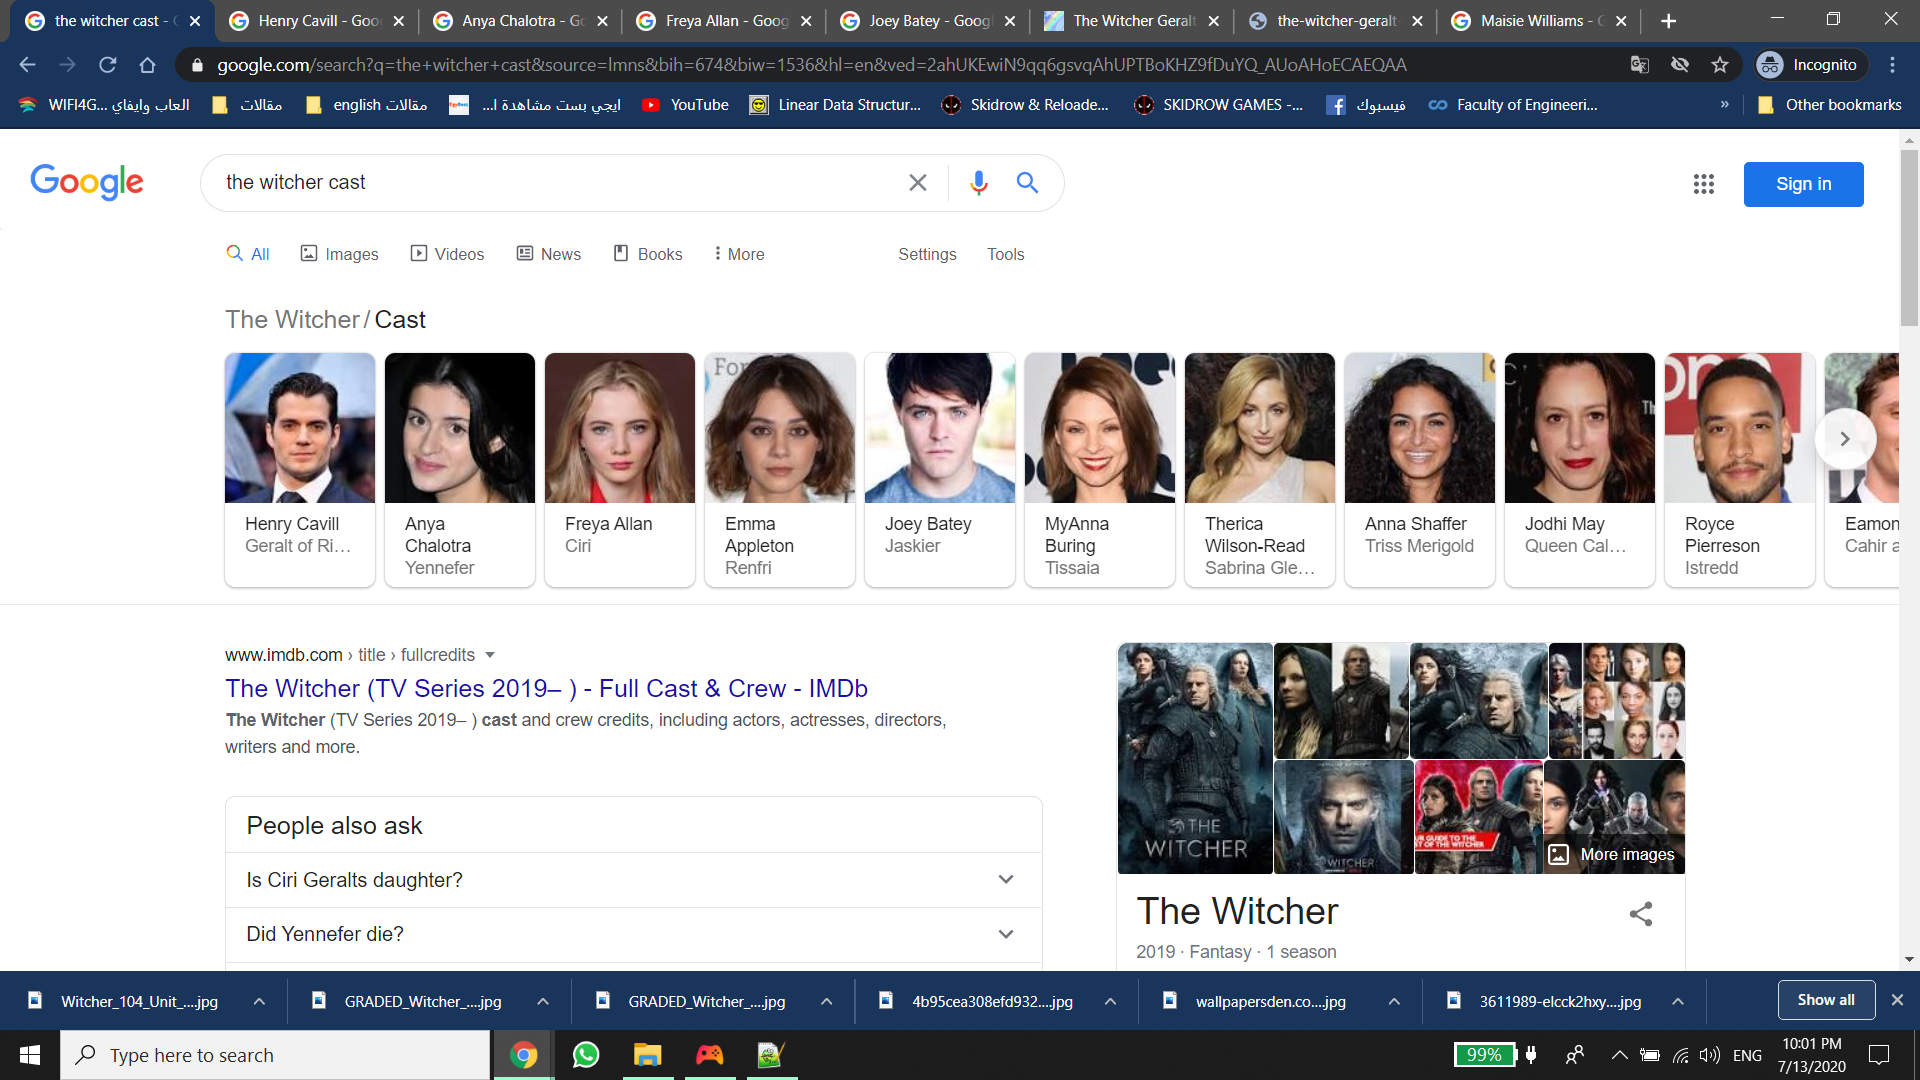 the witcher cast - G
Henry Cavill - Goo
Anya Chalotra - Go
Freya Allan - Goog
Joey Batey - Googl
The Witcher Geralt
the-witcher-geralt-
Maisie Williams - G
google.com/search?q=the+witcher+cast&source=lmns&bih=674&biw=1536&hl=en&ved=2ahUKEwiN9qq6gsvqAhUPTBoKHZ9fDuYQ_AUoAHoECAEQAA
Incognito
WIFI4G... العاب وايفاي
مقالات
english مقالات
ايجي بست مشاهدة ا...
YouTube
Linear Data Structur...
Skidrow & Reloade...
SKIDROW GAMES -...
فيسبوك
Faculty of Engineeri...
»
Other bookmarks
Google
the witcher cast
Sign in
All
Images
Videos
News
Books
More
Settings
Tools
The Witcher / Cast
Henry Cavill
Geralt of Ri...
Anya
Chalotra
Yennefer
Freya Allan
Ciri
Emma
Appleton
Renfri
Joey Batey
Jaskier
MyAnna
Buring
Tissaia
Therica
Wilson-Read
Sabrina Gle...
Anna Shaffer
Triss Merigold
Jodhi May
Queen Cal...
Royce
Pierreson
Istredd
Eamon
Cahir a
www.imdb.com › title › fullcredits
The Witcher (TV Series 2019– ) - Full Cast & Crew - IMDb
The Witcher (TV Series 2019– ) cast and crew credits, including actors, actresses, directors,
writers and more.
People also ask
Is Ciri Geralts daughter?
Did Yennefer die?
THE
WITCHER
WITCHER
UR GUIDE TO THE
ST OF THE WITCHER
More images
The Witcher
2019 · Fantasy · 1 season
Witcher_104_Unit_....jpg
GRADED_Witcher_....jpg
GRADED_Witcher_....jpg
4b95cea308efd932....jpg
wallpapersden.co....jpg
3611989-elcck2hxy....jpg
Show all
Type here to search
99%
ENG
10:01 PM
7/13/2020